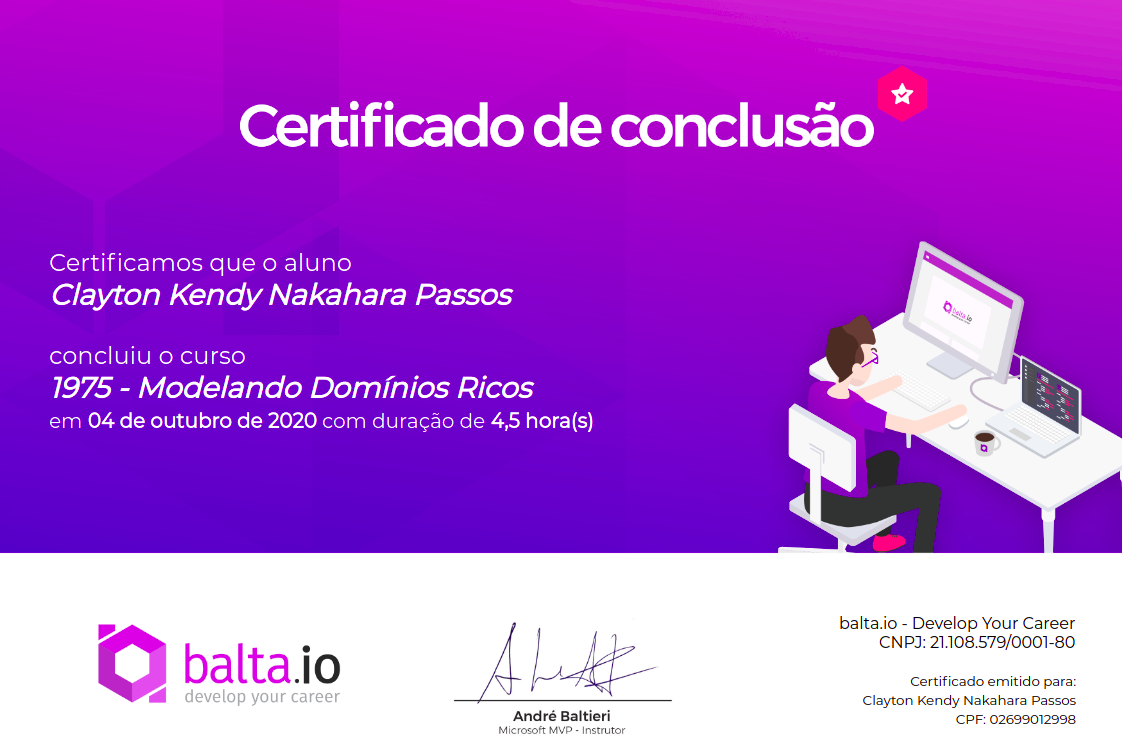 Certificado de conclusão
Certificamos que o aluno
Clayton Kendy Nakahara Passos
concluiu o curso
1975 - Modelando Domínios Ricos
em 04 de outubro de 2020 com duração de 4,5 hora(s)
balta.io
balta.io
develop your career
André Baltieri
Microsoft MVP - Instrutor
balta.io - Develop Your Career
CNPJ: 21.108.579/0001-80
Certificado emitido para:
Clayton Kendy Nakahara Passos
CPF: 02699012998